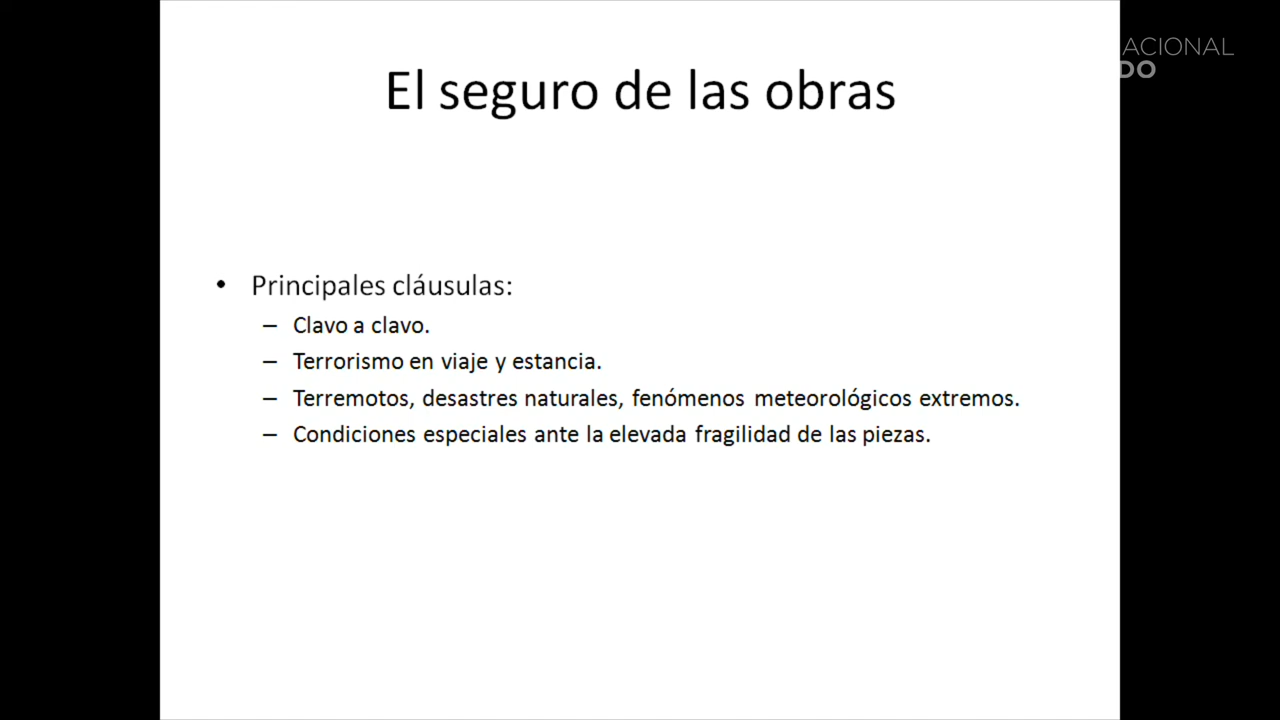 ACIONAL
DO
El seguro de las obras
• Principales cláusulas:
– Clavo a clavo.
– Terrorismo en viaje y estancia.
– Terremotos, desastres naturales, fenómenos meteorológicos extremos.
– Condiciones especiales ante la elevada fragilidad de las piezas.